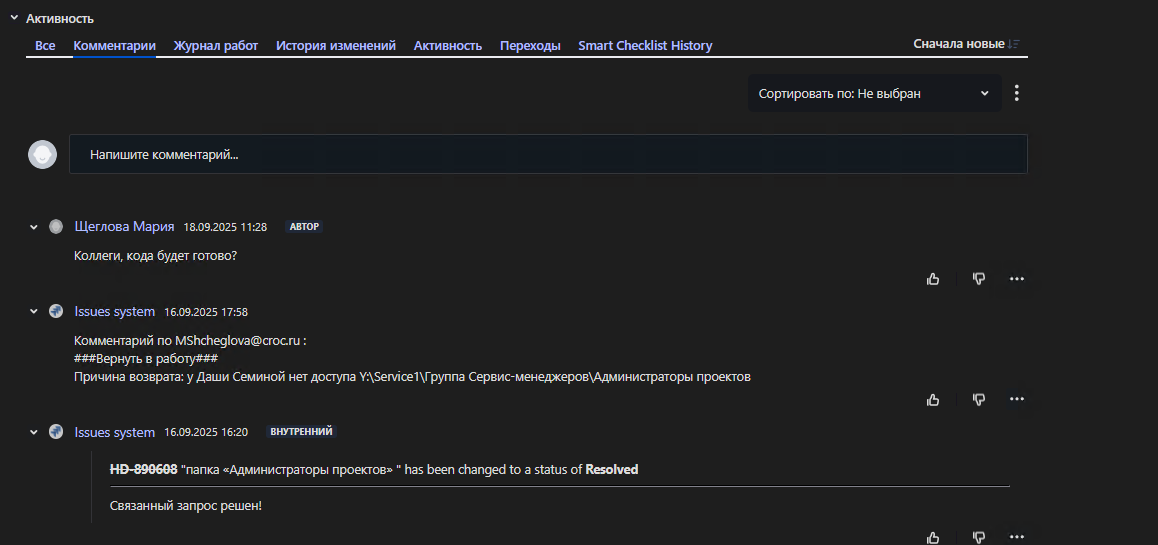 Активность
Все Комментарии Журнал работ История изменений Активность Переходы Smart Checklist History Сначала новые
Сортировать по: Не выбран
Напишите комментарий...
Щеглова Мария 18.09.2025 11:28 АВТОР
Коллеги, кода будет готово?
Issues system 16.09.2025 17:58
Комментарий по MShcheglova@croc.ru :
###Вернуть в работу###
Причина возврата: у Даши Семиной нет доступа Y:\Service1\Группа Сервис-менеджеров\Администраторы проектов
Issues system 16.09.2025 16:20 ВНУТРЕННИЙ
HD-890608 "папка «Администраторы проектов» " has been changed to a status of Resolved
Связанный запрос решен!